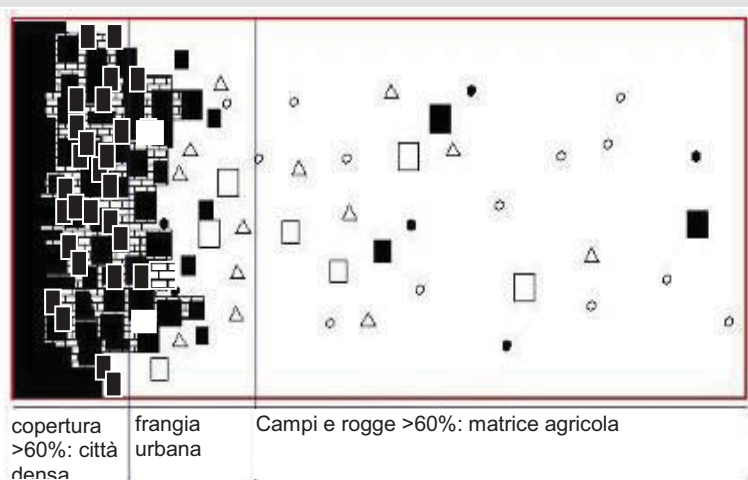 copertura
>60%: città
densa
frangia
urbana
Campi e rogge >60%: matrice agricola